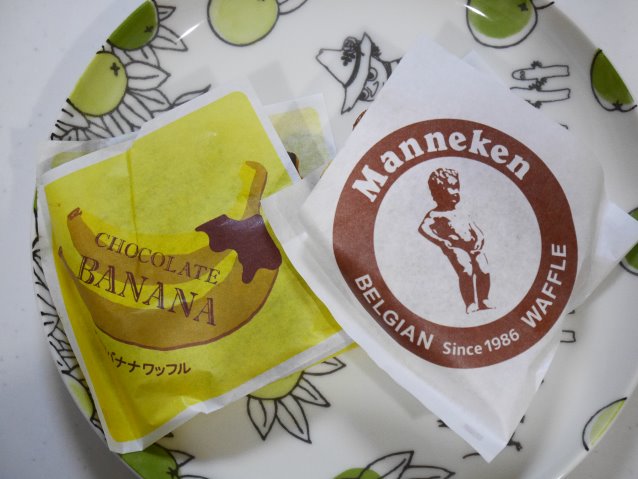 CHOCOLATE
BANANA
バナナワッフル
Manneken
BELGIAN Since 1986 WAFFLE